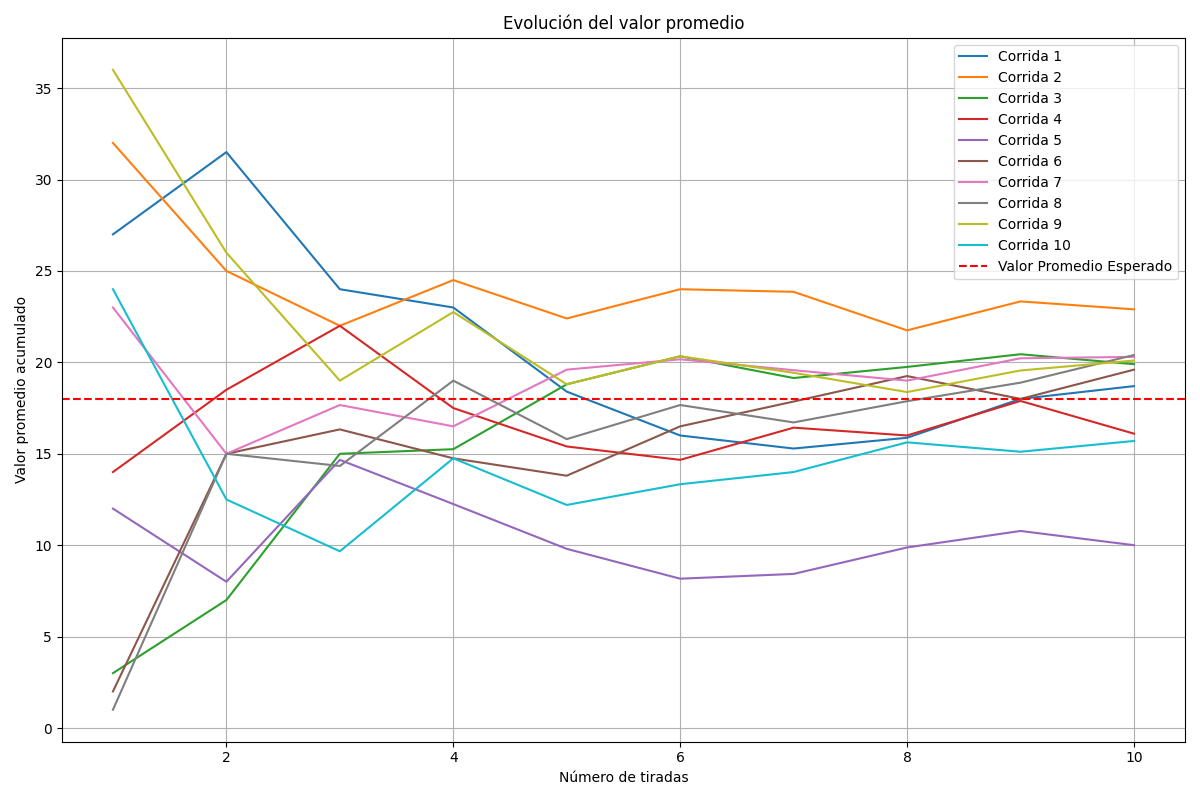 Evolución del valor promedio
Valor promedio acumulado
35
30
25
20
15
10
5
0
2
4
6
8
10
Número de tiradas
Corrida 1
Corrida 2
Corrida 3
Corrida 4
Corrida 5
Corrida 6
Corrida 7
Corrida 8
Corrida 9
Corrida 10
Valor Promedio Esperado